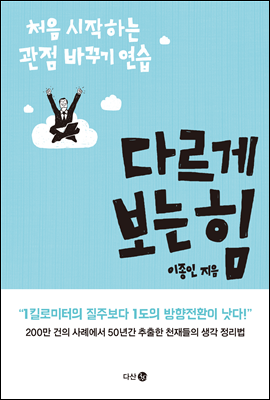 처음 시작하는
관점 바꾸기 연습
다르게
보는 힘
이종인 지음
“1킬로미터의 질주보다 1도의 방향전환이 낫다!”
200만 건의 사례에서 50년간 추출한 천재들의 생각 정리법
다산